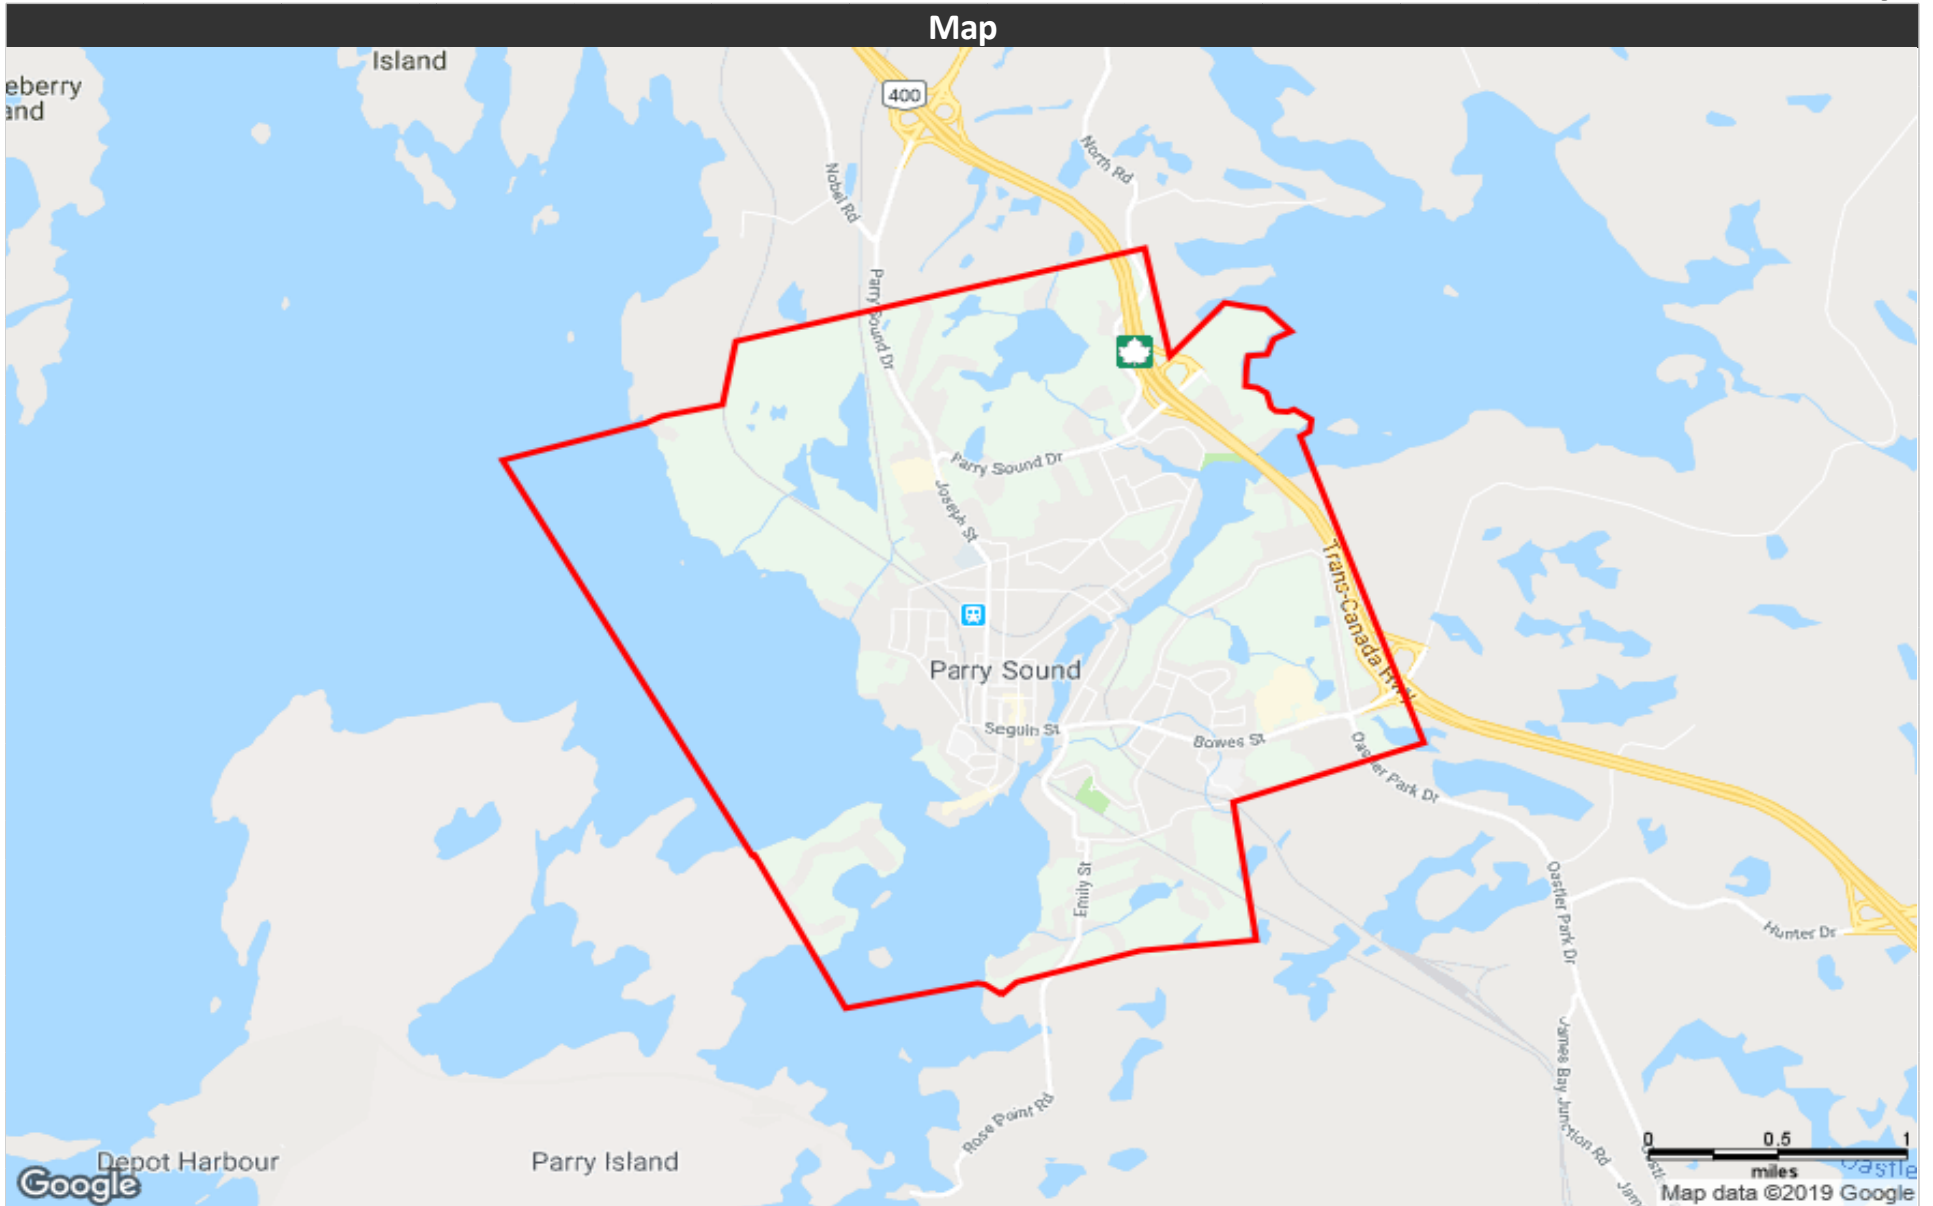 Map
Island
eberry
and
400
North Rd
Nobel Rd
Parry Sound Dr
Parry Sound Dr
Joseph St
Trans-Canada Hwy
Parry Sound
Seguin St
Bowes St
Oastler Park Dr
Emily St
Oastler Park Dr
Hunter Dr
James Bay Junction Rd
Rose Point Rd
Depot Harbour
Parry Island
0 0.5 1
miles
Oastle
Jam
Google
Map data ©2019 Google